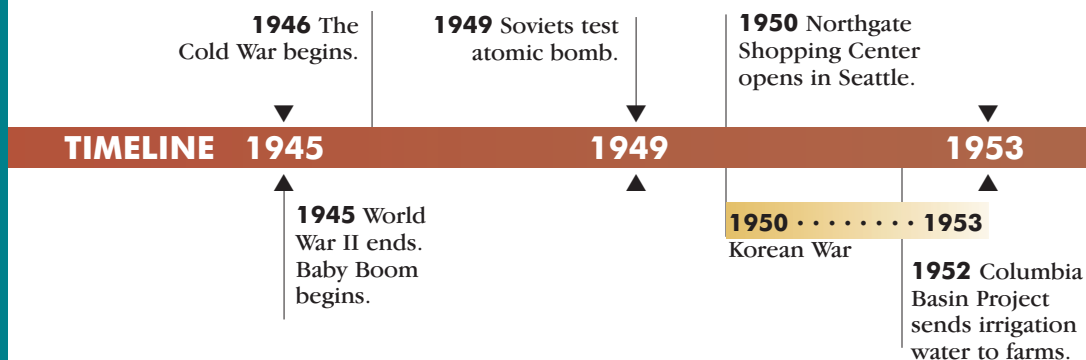 1946 The
Cold War begins.
1949 Soviets test
atomic bomb.
1950 Northgate
Shopping Center
opens in Seattle.
TIMELINE 1945 1949 1953
1945 World
War II ends.
Baby Boom
begins.
1950 · · · · · · · · 1953
Korean War
1952 Columbia
Basin Project
sends irrigation
water to farms.